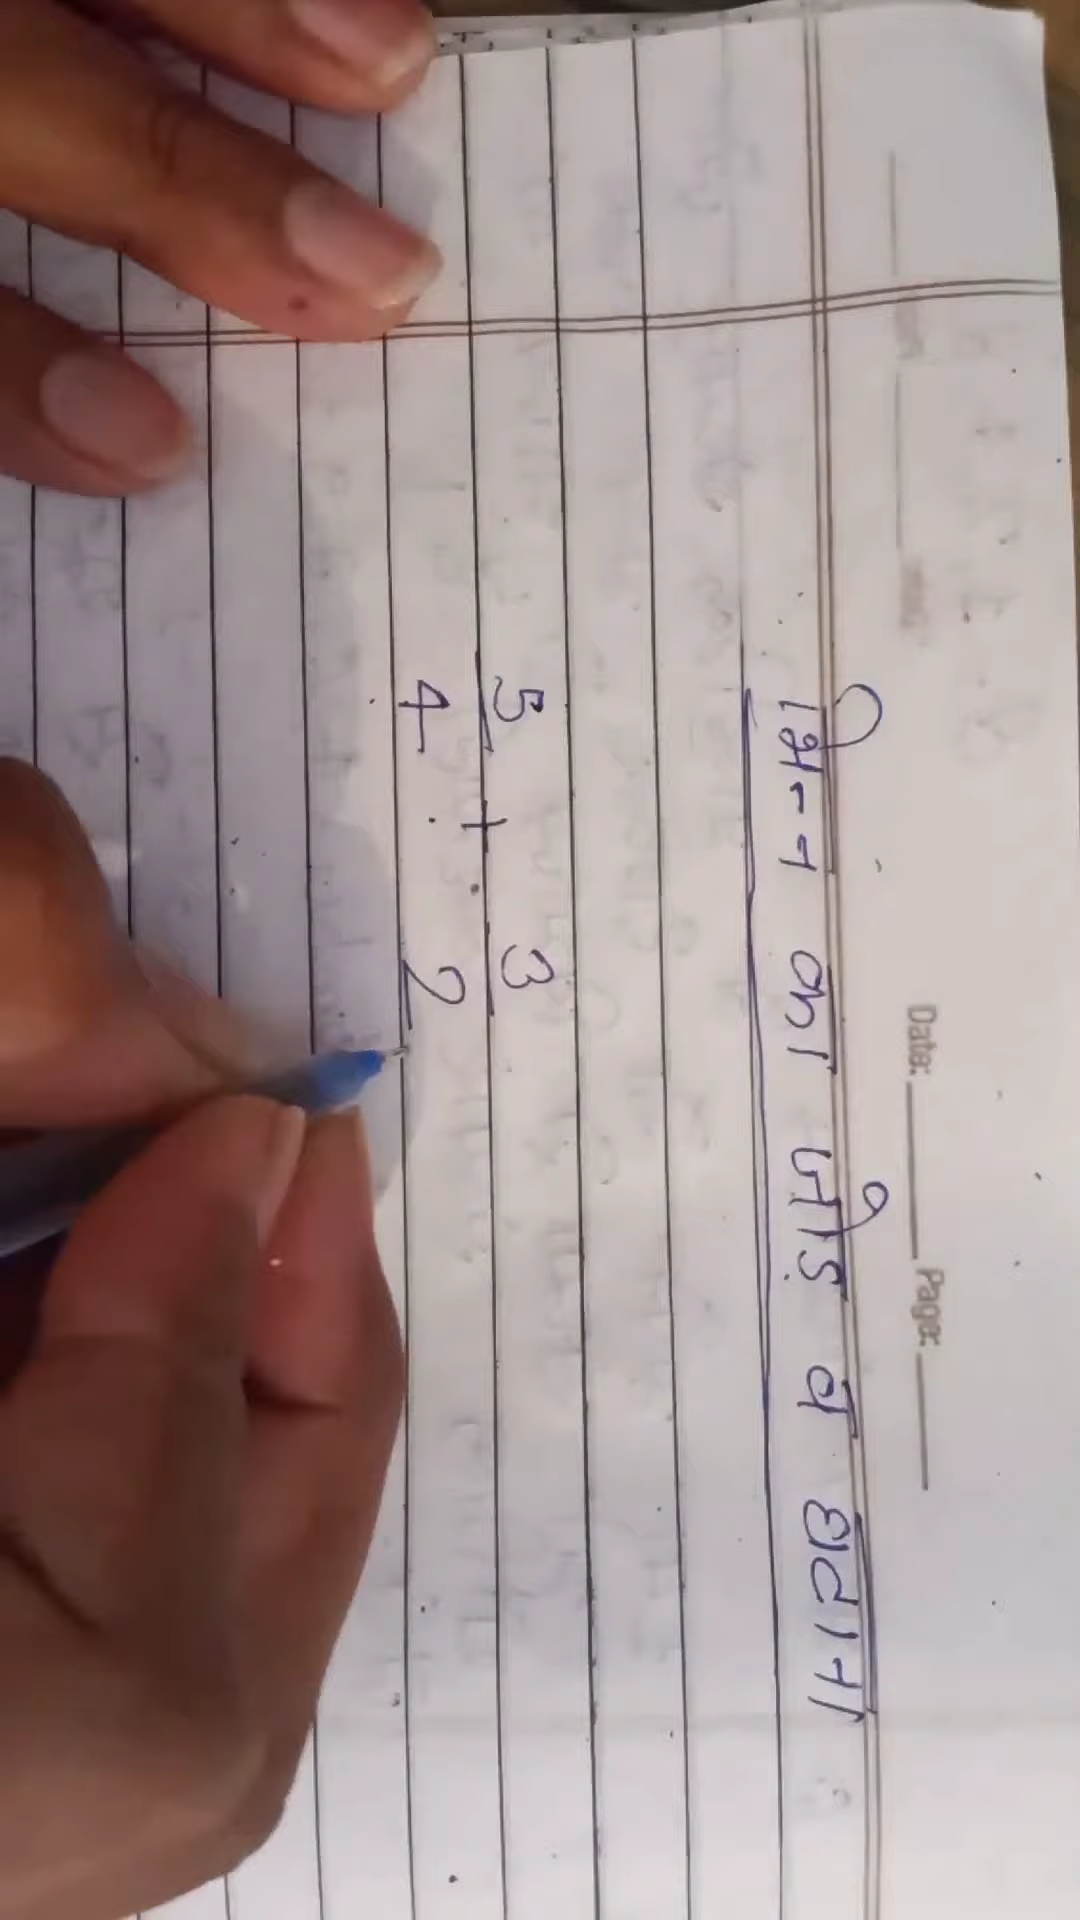 Date: Page:
भिन्न का जोड़ व घटाना
5/4 + 3/2